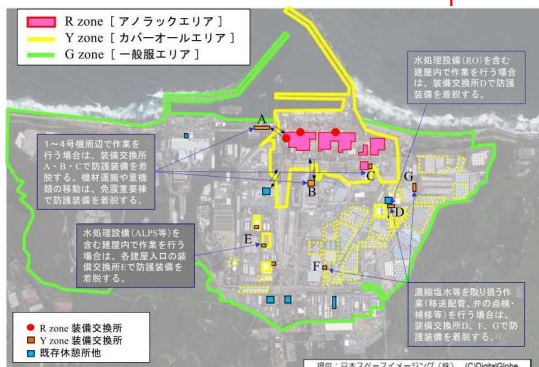 R zone [ アノラックエリア ]
Y zone [ カバーオールエリア ]
G zone [ 一般服エリア ]
水処理設備(RO)を含む
建屋内で作業を行う場合
は、装備交換所Dで防護
装備を着脱する。
1～4号機周辺で作業を
行う場合は、装備交換所
A・B・Cで防護装備を着
脱する。機材運搬や重機
類の移動は、免震重要棟
で防護装備を着脱する。
A
B
C
G
D
水処理設備(ALPS等)を
含む建屋内で作業を行う
場合は、各建屋入口の装
備交換所Eで防護装備を
着脱する。
E
F
濃縮塩水等を取り扱う作
業(移送配管、弁の点検・
補修等)を行う場合は、
装備交換所D、F、Gで防
護装備を着脱する。
R zone 装備交換所
Y zone 装備交換所
既存休憩所他
提供：日本スペースイメージング（株）、(C)DigitalGlobe